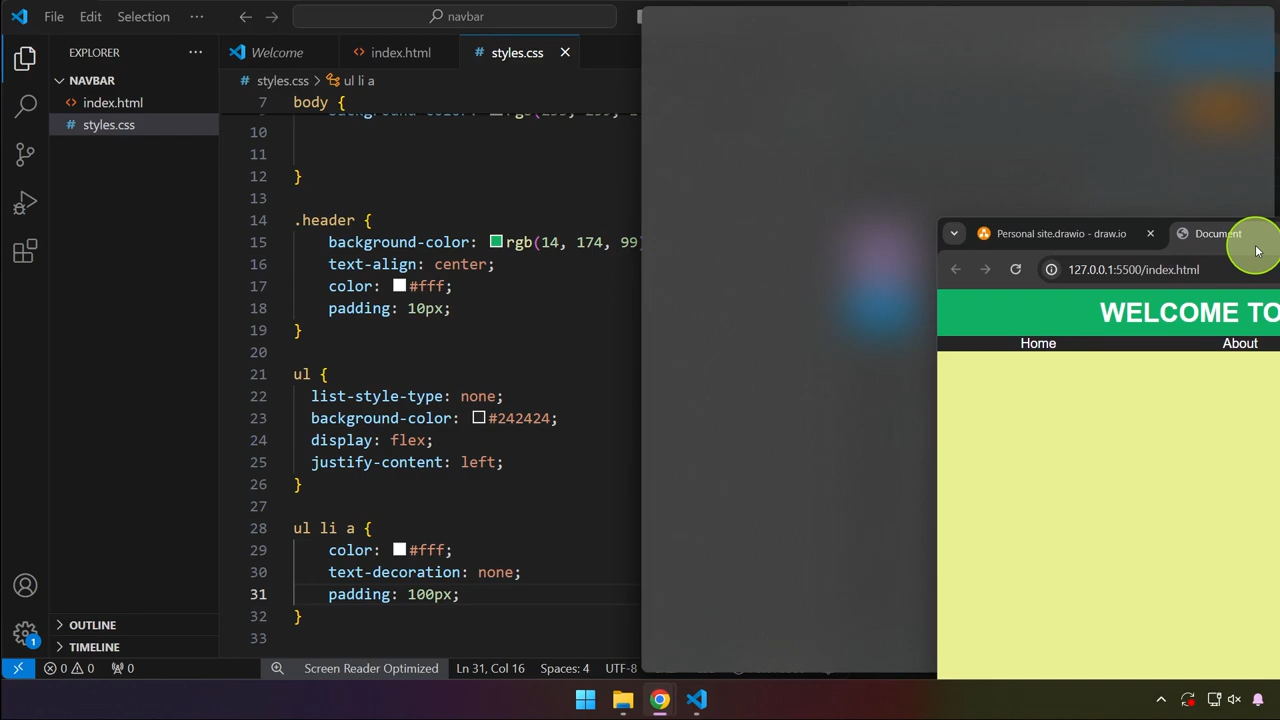 File Edit Selection ··· navbar
EXPLORER ···
NAVBAR
index.html
styles.css
OUTLINE
TIMELINE
Welcome
index.html
# styles.css
# styles.css > ul li a
7 body {
10
11
12 }
13
14 .header {
15 background-color: rgb(14, 174, 99)
16 text-align: center;
17 color: #fff;
18 padding: 10px;
19 }
20
21 ul {
22 list-style-type: none;
23 background-color: #242424;
24 display: flex;
25 justify-content: left;
26 }
27
28 ul li a {
29 color: #fff;
30 text-decoration: none;
31 padding: 100px;
32 }
33
Personal site.drawio - draw.io
Document
127.0.0.1:5500/index.html
WELCOME TO
Home About
1
0 0 0 Screen Reader Optimized Ln 31, Col 16 Spaces: 4 UTF-8